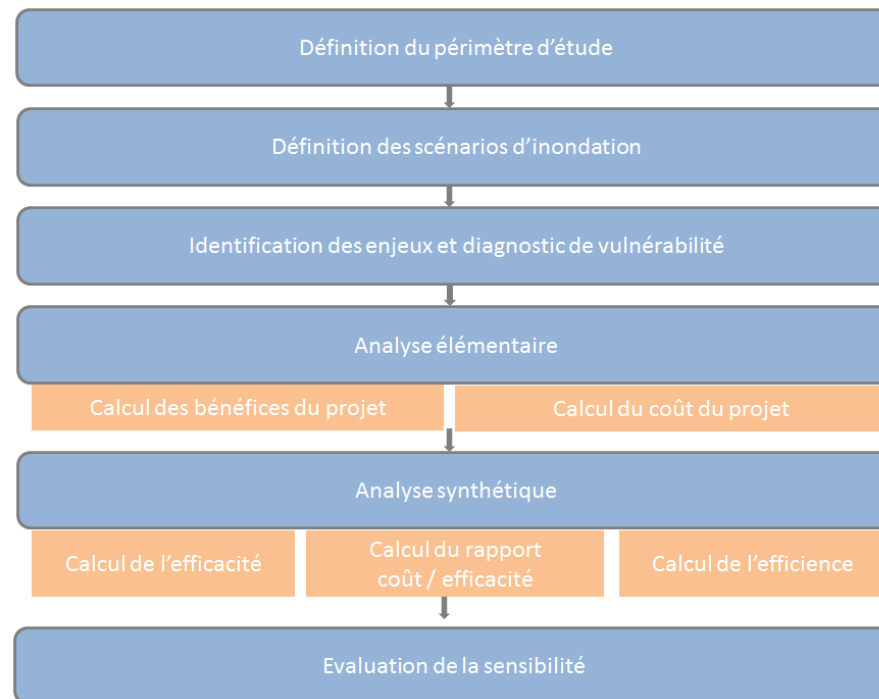 Définition du périmètre d’étude
Définition des scénarios d’inondation
Identification des enjeux et diagnostic de vulnérabilité
Analyse élémentaire
Calcul des bénéfices du projet
Calcul du coût du projet
Analyse synthétique
Calcul de l’efficacité
Calcul du rapport
coût / efficacité
Calcul de l’efficience
Evaluation de la sensibilité